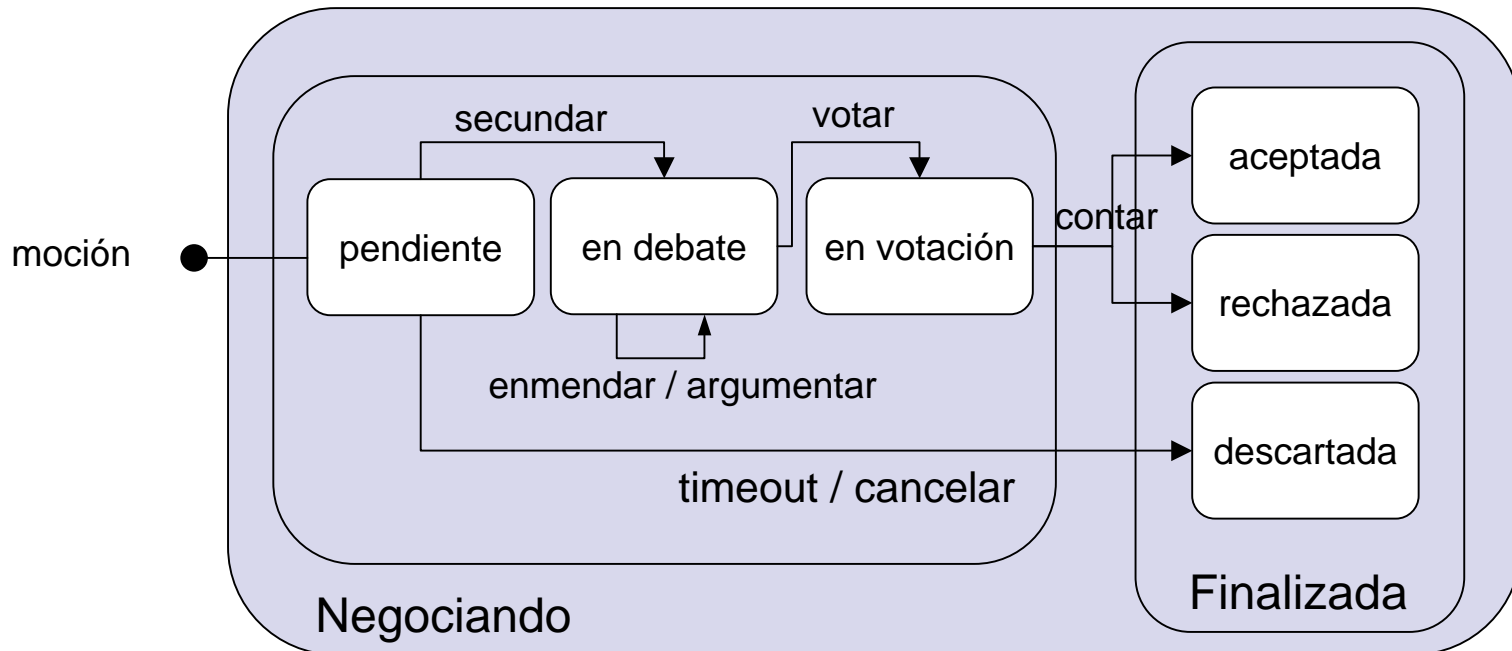 moción
pendiente
secundar
en debate
votar
en votación
contar
enmendar / argumentar
timeout / cancelar
aceptada
rechazada
descartada
Negociando
Finalizada